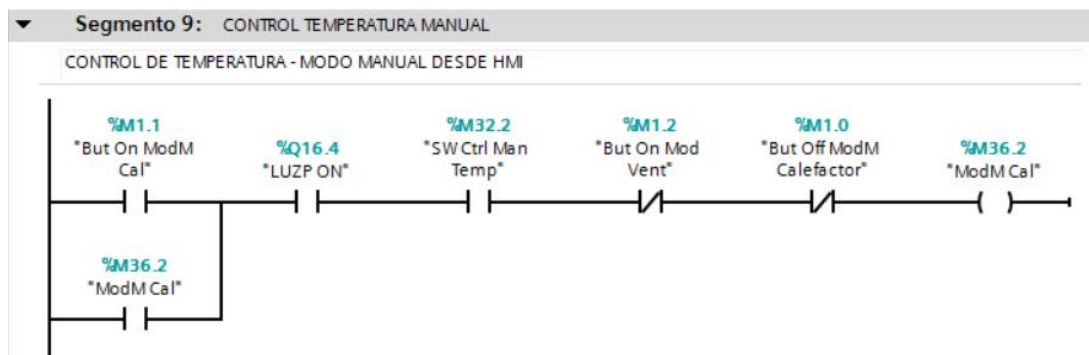 Segmento 9: CONTROL TEMPERATURA MANUAL
CONTROL DE TEMPERATURA - MODO MANUAL DESDE HMI
%M1.1
"But On ModM
Cal"
%Q16.4
"LUZP ON"
%M32.2
"SW Ctrl Man
Temp"
%M1.2
"But On Mod
Vent"
%M1.0
"But Off ModM
Calefactor"
%M36.2
"ModM Cal"
%M36.2
"ModM Cal"